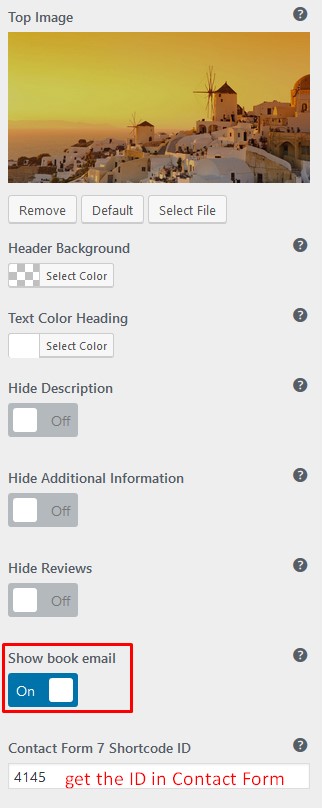 Top Image ?
Remove Default Select File
Header Background ?
Select Color
Text Color Heading ?
Select Color
Hide Description ?
Off
Hide Additional Information ?
Off
Hide Reviews ?
Off
Show book email ?
On
Contact Form 7 Shortcode ID ?
4145 get the ID in Contact Form